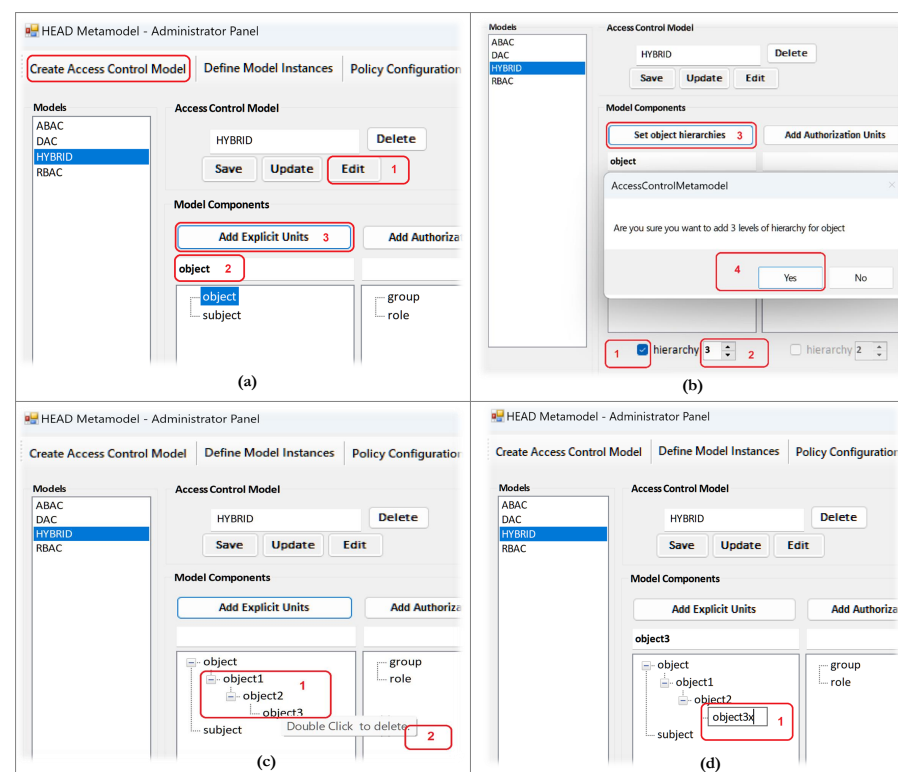 HEAD Metamodel - Administrator Panel
Create Access Control Model Define Model Instances Policy Configuration
Models
ABAC
DAC
HYBRID
RBAC
Access Control Model
HYBRID Delete
Save Update Edit 1
Model Components
Add Explicit Units 3 Add Authoriza
object 2
object
subject
group
role
(a)
Models
ABAC
DAC
HYBRID
RBAC
Access Control Model
HYBRID Delete
Save Update Edit
Model Components
Set object hierarchies 3 Add Authorization Units
object
AccessControlMetamodel ×
Are you sure you want to add 3 levels of hierarchy for object
4 Yes No
1 hierarchy 3 2 hierarchy 2
(b)
HEAD Metamodel - Administrator Panel
Create Access Control Model Define Model Instances Policy Configuration
Models
ABAC
DAC
HYBRID
RBAC
Access Control Model
HYBRID Delete
Save Update Edit
Model Components
Add Explicit Units Add Authoriza
object
object1 1
object2
object3
subject
Double Click to delete.
2
group
role
(c)
HEAD Metamodel - Administrator Panel
Create Access Control Model Define Model Instances Policy Configuration
Models
ABAC
DAC
HYBRID
RBAC
Access Control Model
HYBRID Delete
Save Update Edit
Model Components
Add Explicit Units Add Authoriza
object3
object
object1
object2
object3x 1
subject
group
role
(d)